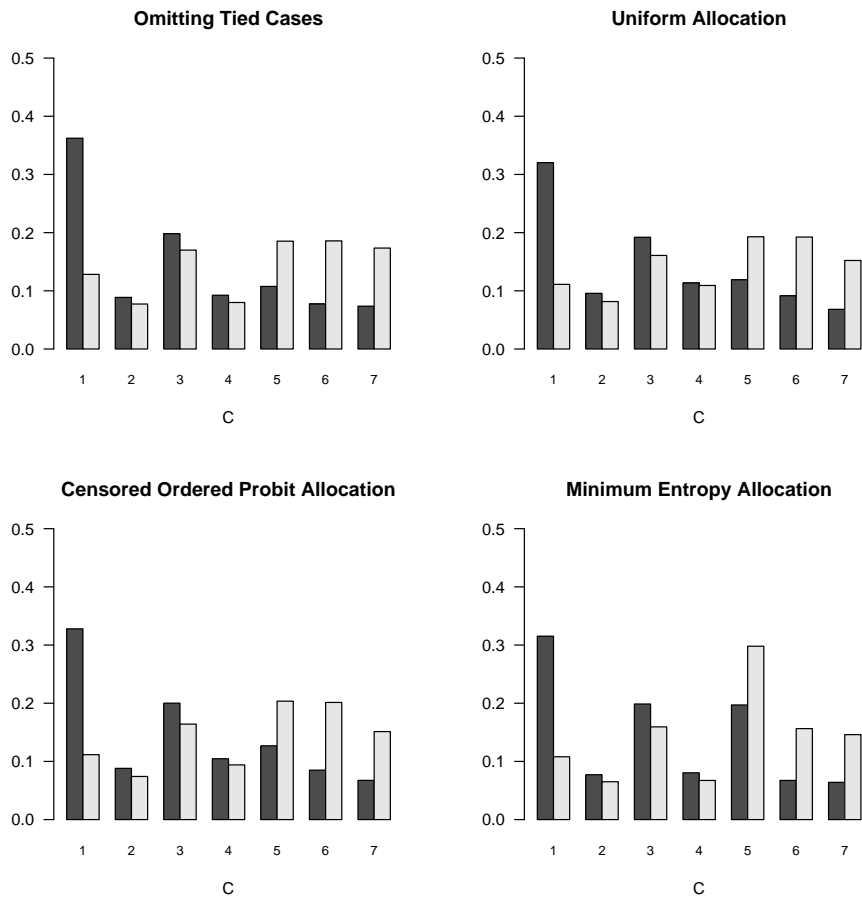 Omitting Tied Cases
0.5
0.4
0.3
0.2
0.1
0.0
1 2 3 4 5 6 7
C
Uniform Allocation
0.5
0.4
0.3
0.2
0.1
0.0
1 2 3 4 5 6 7
C
Censored Ordered Probit Allocation
0.5
0.4
0.3
0.2
0.1
0.0
1 2 3 4 5 6 7
C
Minimum Entropy Allocation
0.5
0.4
0.3
0.2
0.1
0.0
1 2 3 4 5 6 7
C